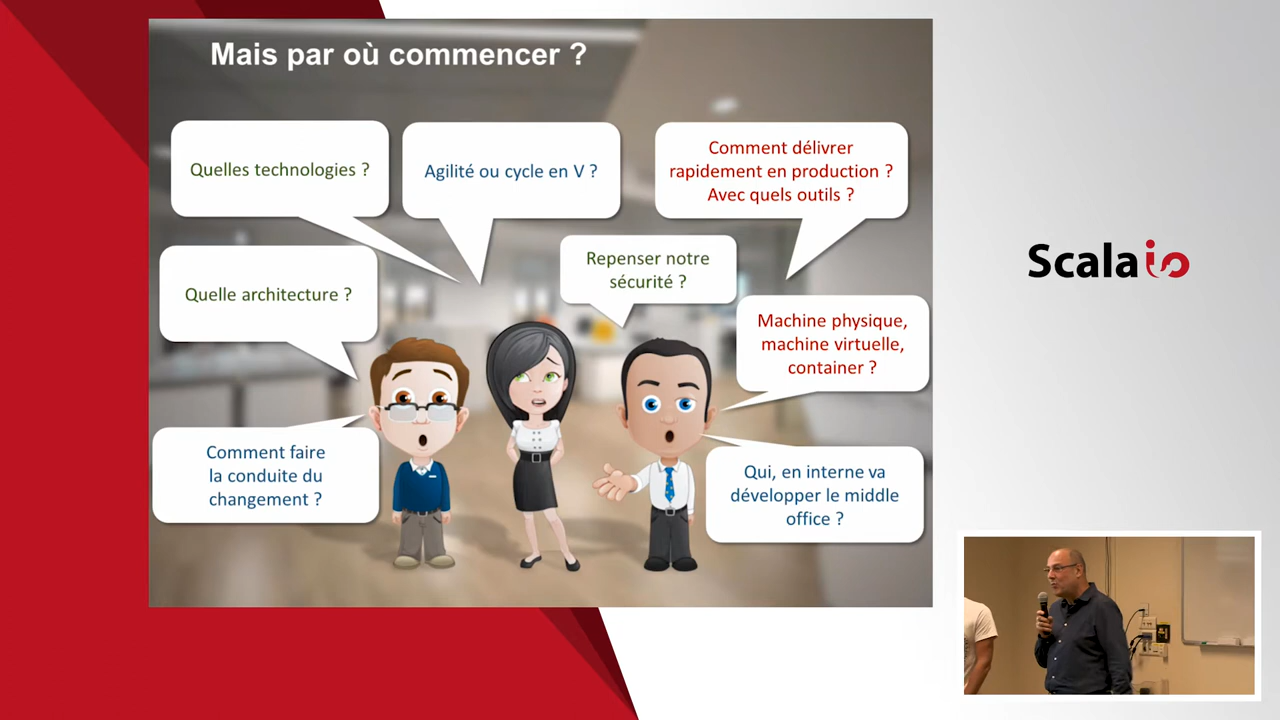 Mais par où commencer ?
Quelles technologies ?
Agilité ou cycle en V ?
Comment délivrer
rapidement en production ?
Avec quels outils ?
Repenser notre
sécurité ?
Quelle architecture ?
Machine physique,
machine virtuelle,
container ?
Comment faire
la conduite du
changement ?
Qui, en interne va
développer le middle
office ?
Scala io